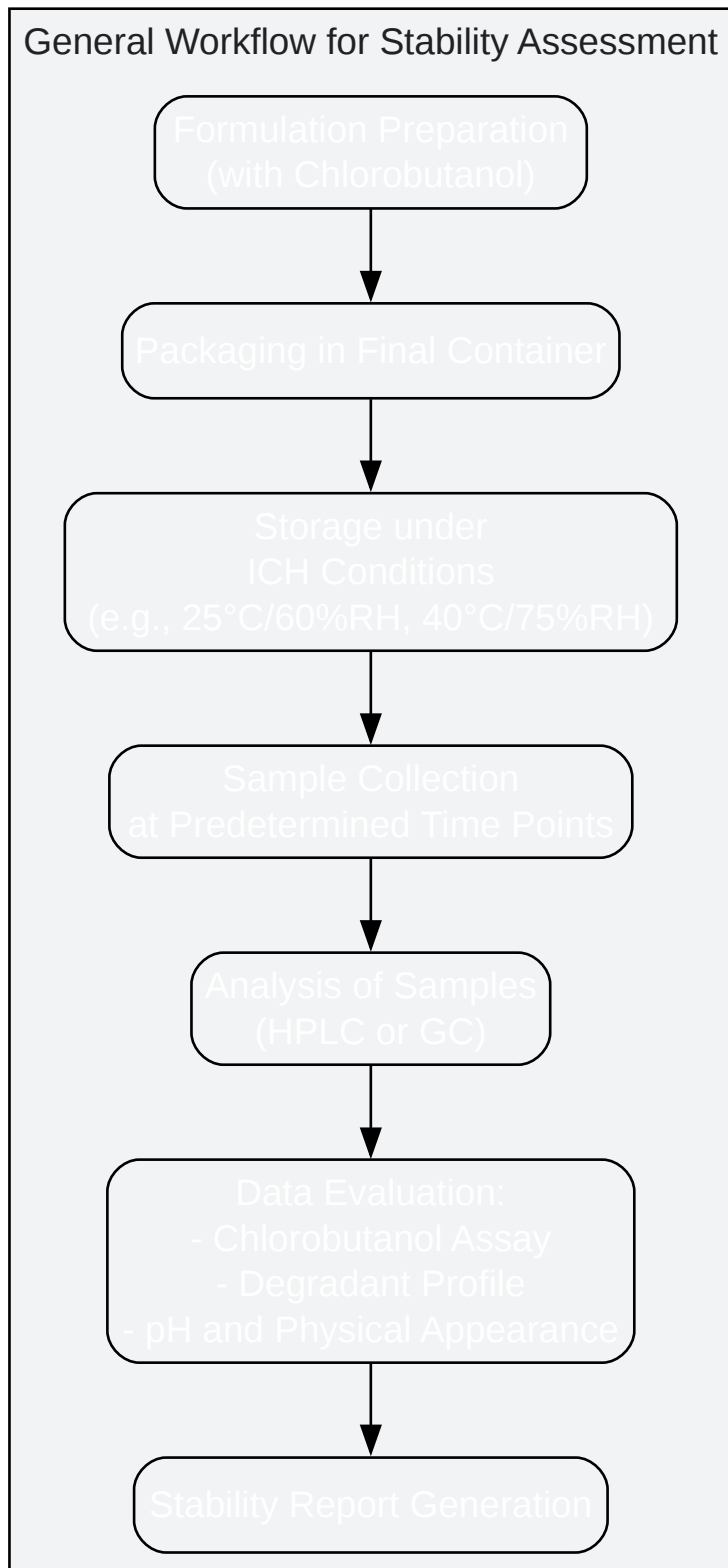 General Workflow for Stability Assessment
Formulation Preparation
(with Chlorobutanol)
Packaging in Final Container
Storage under
ICH Conditions
(e.g., 25°C/60%RH, 40°C/75%RH)
Sample Collection
at Predetermined Time Points
Analysis of Samples
(HPLC or GC)
Data Evaluation:
- Chlorobutanol Assay
- Degradant Profile
- pH and Physical Appearance
Stability Report Generation